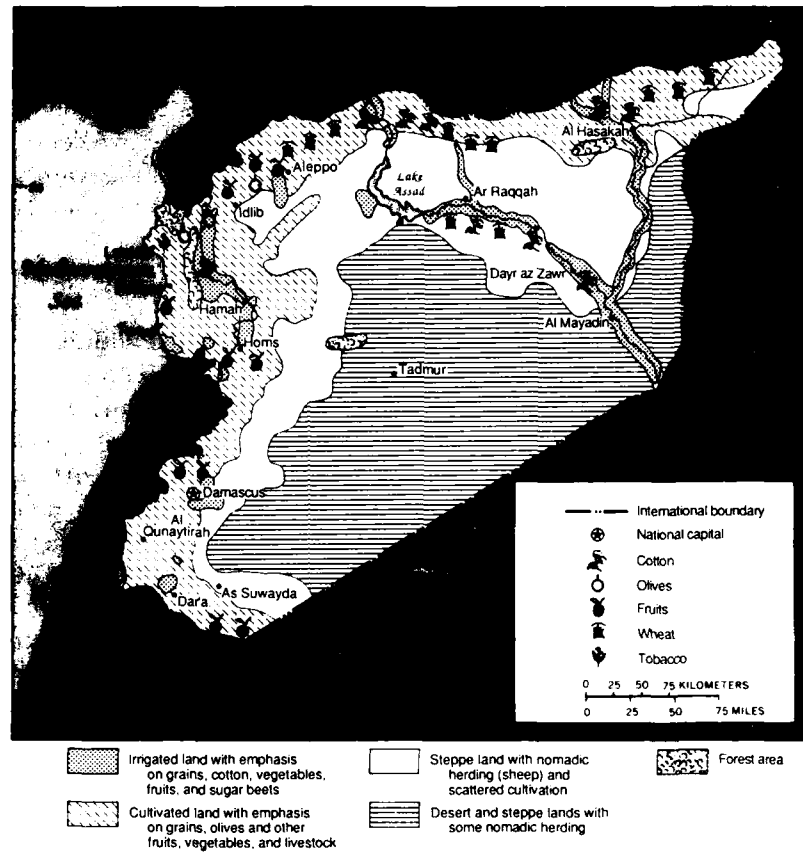 Al Hasakah
Aleppo
Lake
Assad
Ar Raqqah
Idlib
Dayr az Zawr
Hamah
Al Mayadin
Homs
Tadmur
Damascus
Al
Qunaytirah
As Suwayda
Dar'a
International boundary
National capital
Cotton
Olives
Fruits
Wheat
Tobacco
0 25 50 75 KILOMETERS
0 25 50 75 MILES
Irrigated land with emphasis
on grains, cotton, vegetables,
fruits, and sugar beets
Steppe land with nomadic
herding (sheep) and
scattered cultivation
Forest area
Cultivated land with emphasis
on grains, olives and other
fruits, vegetables, and livestock
Desert and steppe lands with
some nomadic herding